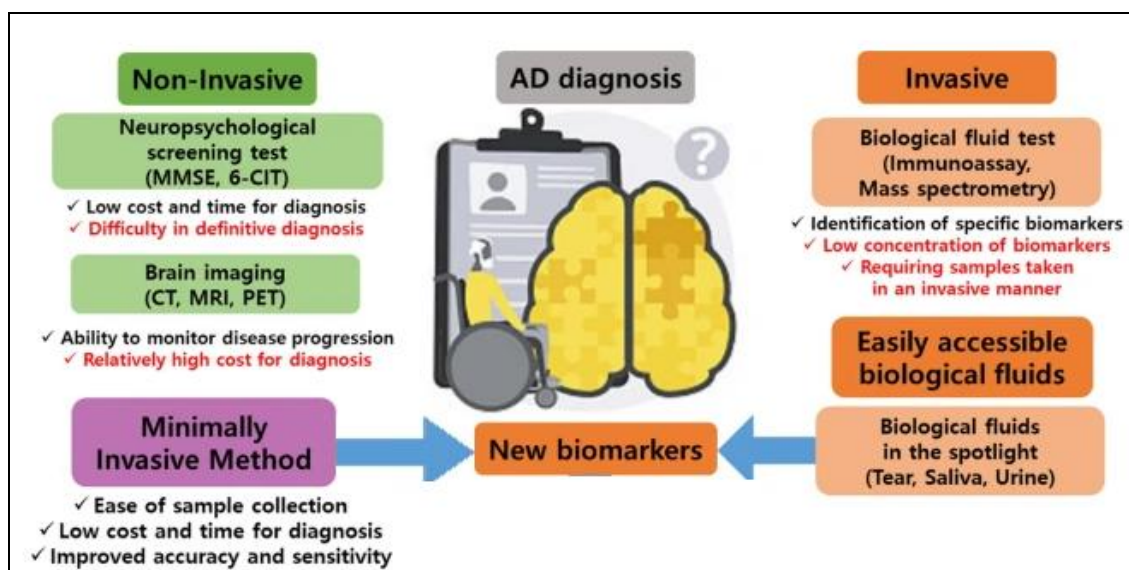 Non-Invasive
Neuropsychological
screening test
(MMSE, 6-CIT)
✓ Low cost and time for diagnosis
✓ Difficulty in definitive diagnosis
Brain imaging
(CT, MRI, PET)
✓ Ability to monitor disease progression
✓ Relatively high cost for diagnosis
Minimally
Invasive Method
✓ Ease of sample collection
✓ Low cost and time for diagnosis
✓ Improved accuracy and sensitivity
AD diagnosis
?
New biomarkers
Invasive
Biological fluid test
(Immunoassay,
Mass spectrometry)
✓ Identification of specific biomarkers
✓ Low concentration of biomarkers
✓ Requiring samples taken
in an invasive manner
Easily accessible
biological fluids
Biological fluids
in the spotlight
(Tear, Saliva, Urine)